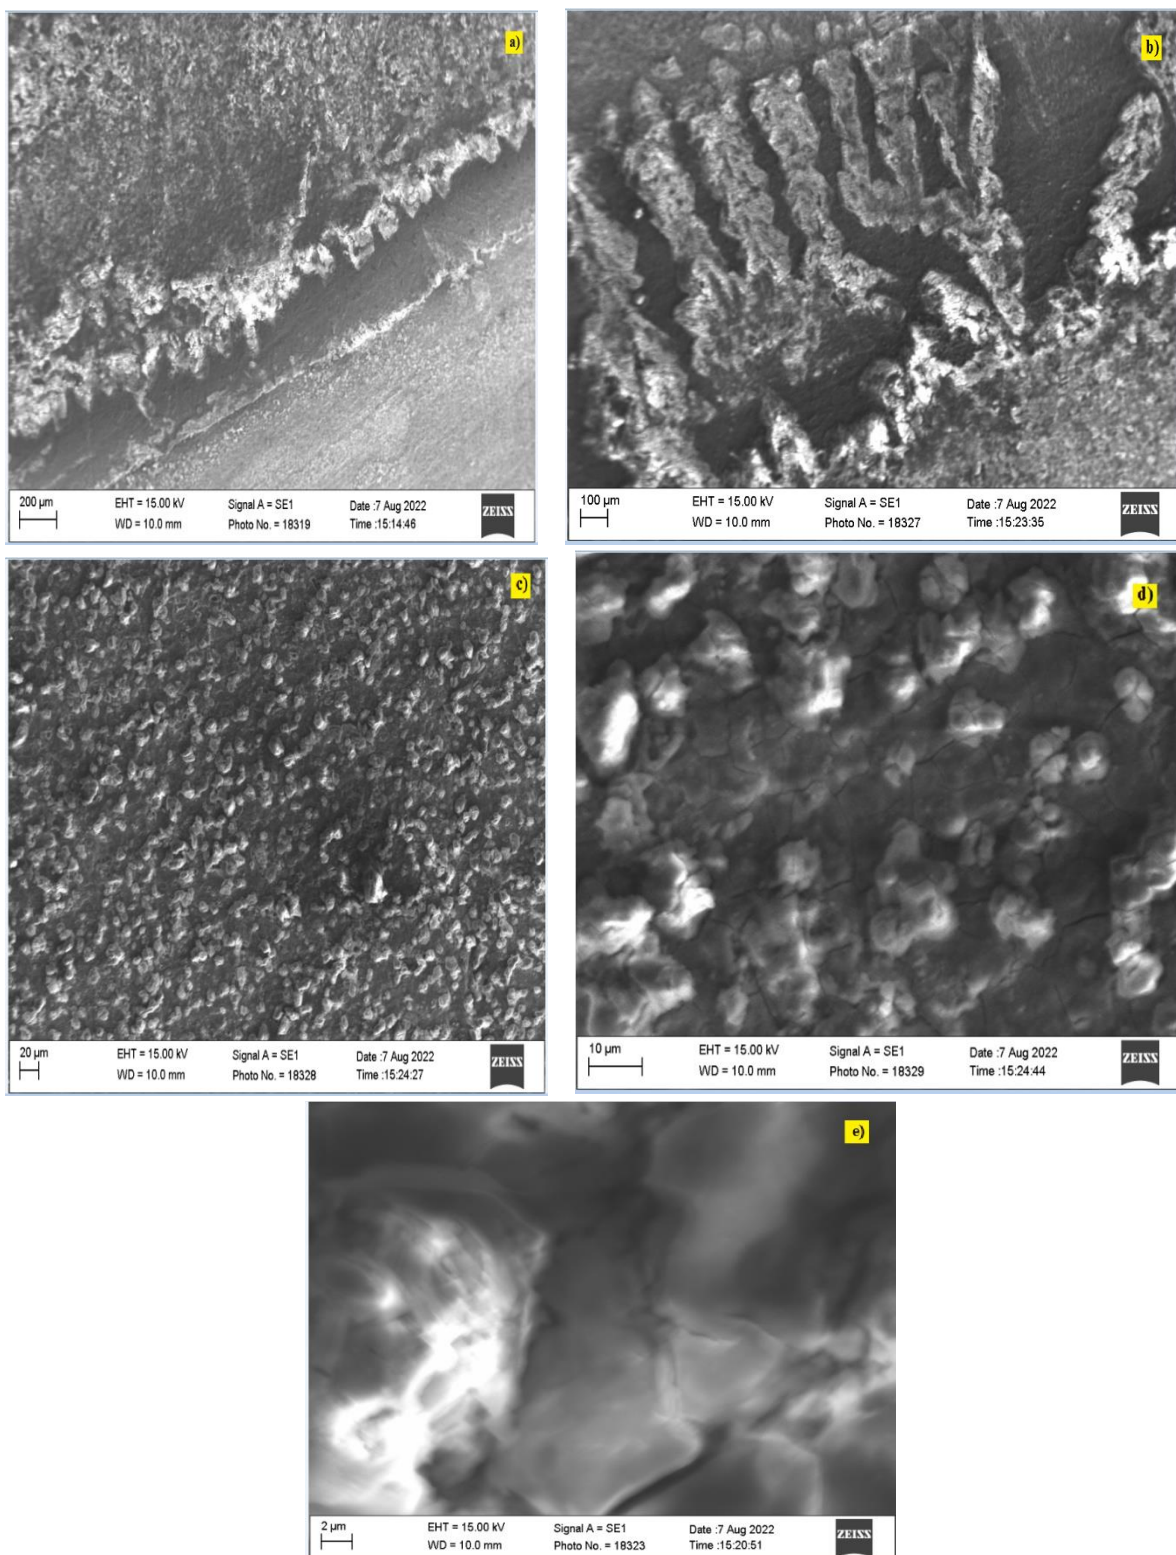 a)
200 µm
EHT = 15.00 kV
Signal A = SE1
Date :7 Aug 2022
WD = 10.0 mm
Photo No. = 18319
Time :15:14:46
ZEISS
b)
100 µm
EHT = 15.00 kV
Signal A = SE1
Date :7 Aug 2022
WD = 10.0 mm
Photo No. = 18327
Time :15:23:35
ZEISS
c)
20 µm
EHT = 15.00 kV
Signal A = SE1
Date :7 Aug 2022
WD = 10.0 mm
Photo No. = 18328
Time :15:24:27
ZEISS
d)
10 µm
EHT = 15.00 kV
Signal A = SE1
Date :7 Aug 2022
WD = 10.0 mm
Photo No. = 18329
Time :15:24:44
ZEISS
e)
2 µm
EHT = 15.00 kV
Signal A = SE1
Date :7 Aug 2022
WD = 10.0 mm
Photo No. = 18323
Time :15:20:51
ZEISS